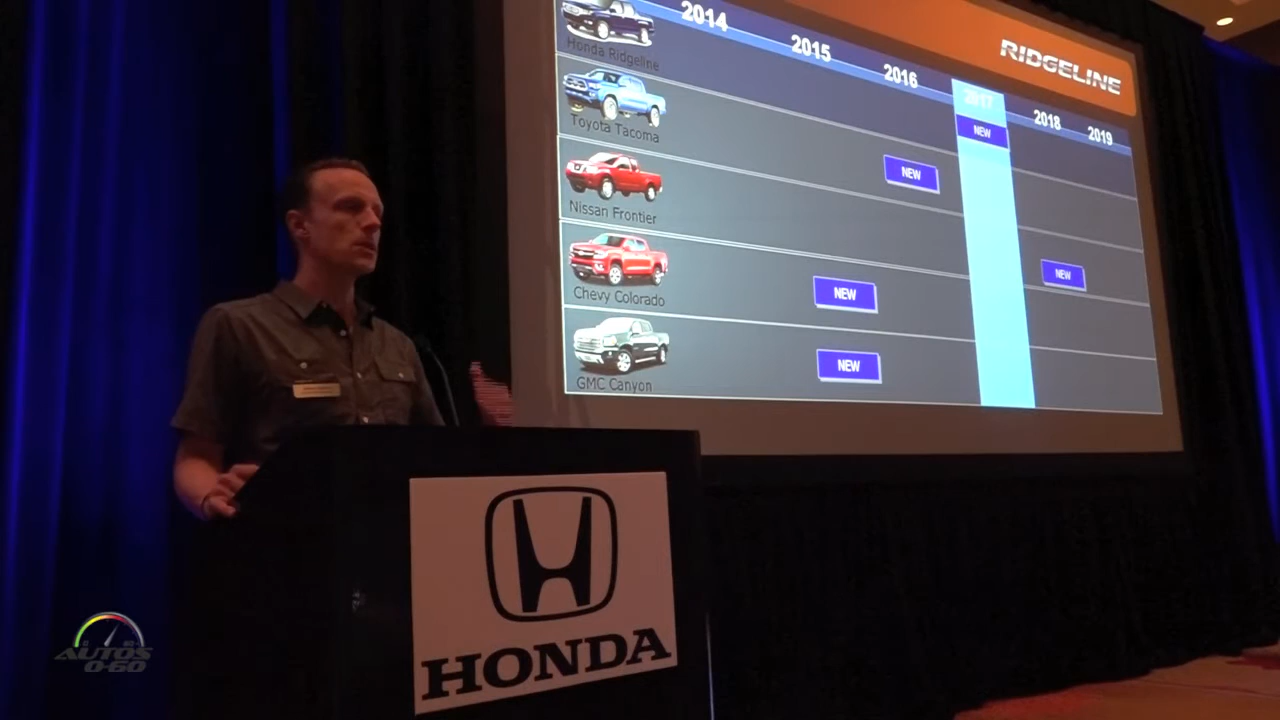 RIDGELINE
2014 2015 2016 2017 2018 2019
Honda Ridgeline
NEW
Toyota Tacoma
NEW
Nissan Frontier
NEW
Chevy Colorado
NEW
GMC Canyon
NEW
HONDA
AUTOS
0-60